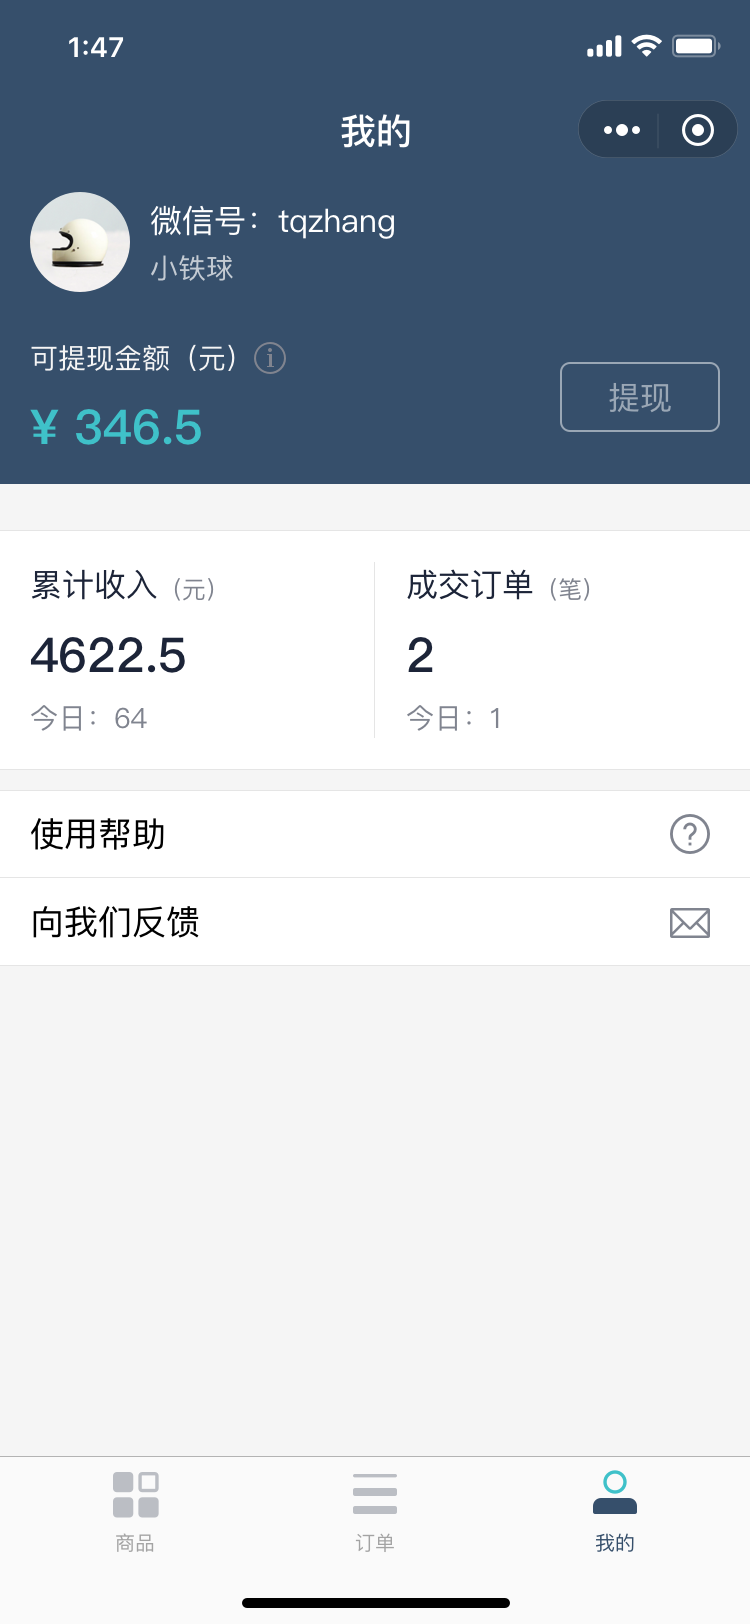 1:47
我的
微信号：tqzhang
小铁球
可提现金额（元）
提现
¥ 346.5
累计收入（元）
4622.5
今日：64
成交订单（笔）
2
今日：1
使用帮助
向我们反馈
商品
订单
我的